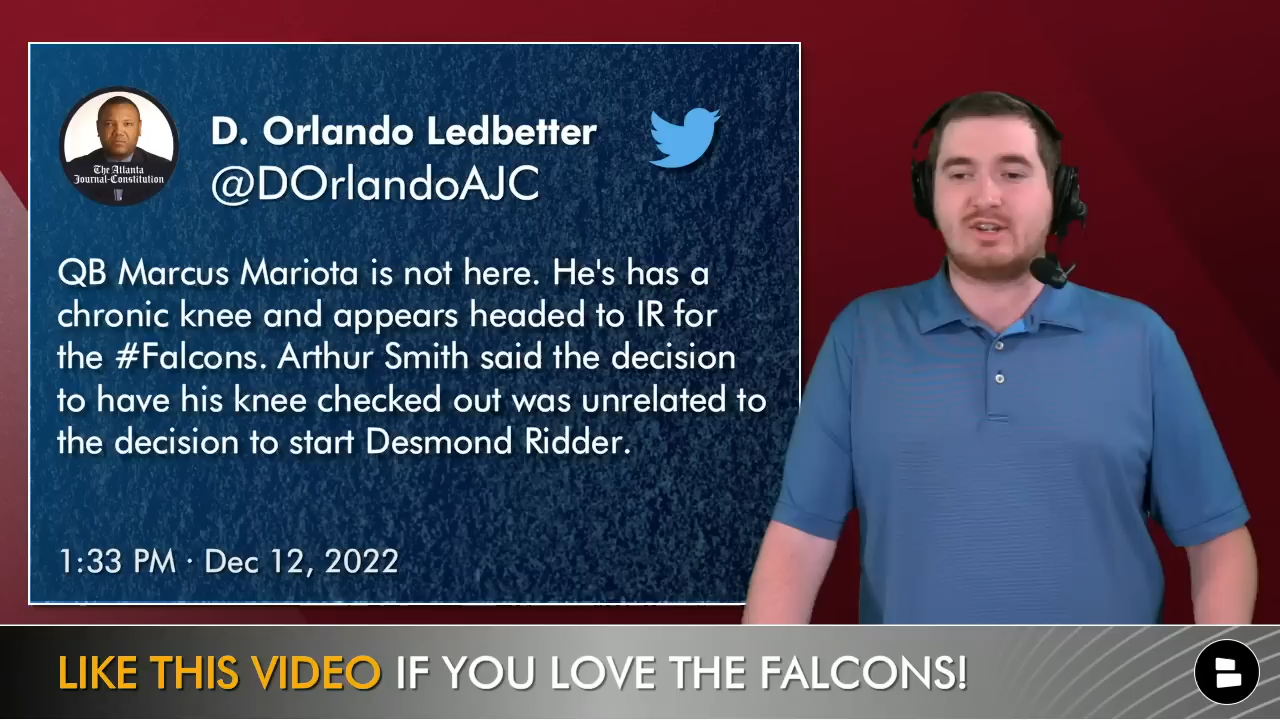 The Atlanta
Journal-Constitution
D. Orlando Ledbetter
@DOrlandoAJC
QB Marcus Mariota is not here. He's has a
chronic knee and appears headed to IR for
the #Falcons. Arthur Smith said the decision
to have his knee checked out was unrelated to
the decision to start Desmond Ridder.
1:33 PM · Dec 12, 2022
LIKE THIS VIDEO IF YOU LOVE THE FALCONS!